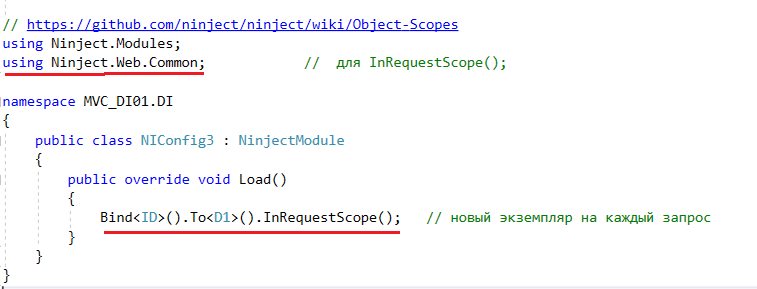 // https://github.com/ninject/ninject/wiki/Object-Scopes
using Ninject.Modules;
using Ninject.Web.Common; // для InRequestScope();
namespace MVC_DI01.DI
{
public class NIConfig3 : NinjectModule
{
public override void Load()
{
Bind<ID>().To<D1>().InRequestScope(); // новый экземпляр на каждый запрос
}
}
}